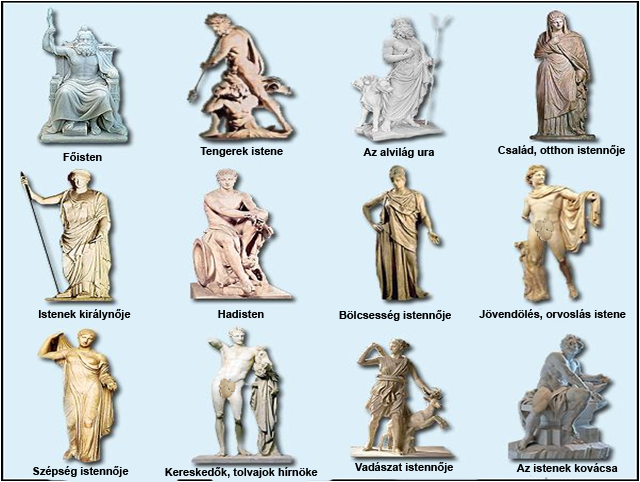 Főisten
Tengerek istene
Az alvilág ura
Család, otthon istennője
Istenek királynője
Hadisten
Bölcsesség istennője
Jövendölés, orvoslás istene
Szépség istennője
Kereskedők, tolvajok hírnöke
Vadászat istennője
Az istenek kovácsa